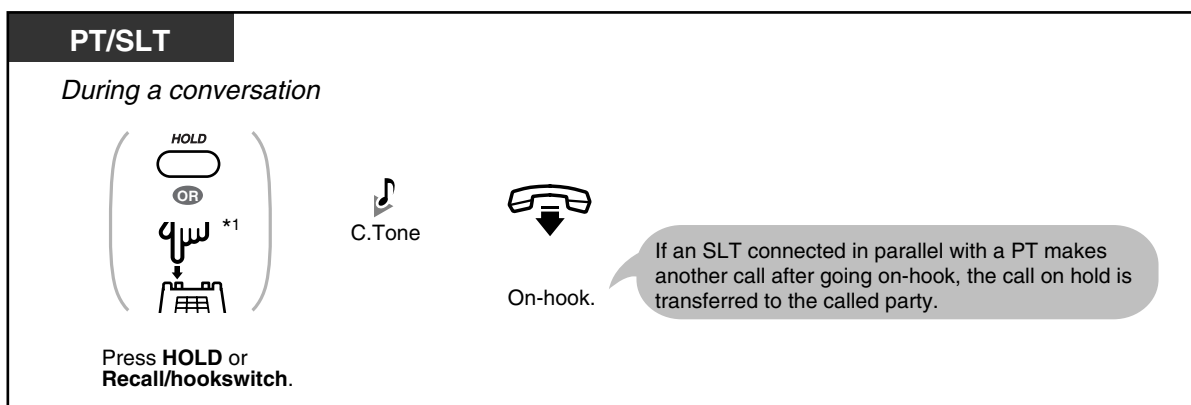 PT/SLT
During a conversation
HOLD
OR
*1
C.Tone
Press HOLD or
Recall/hookswitch.
On-hook.
If an SLT connected in parallel with a PT makes
another call after going on-hook, the call on hold is
transferred to the called party.